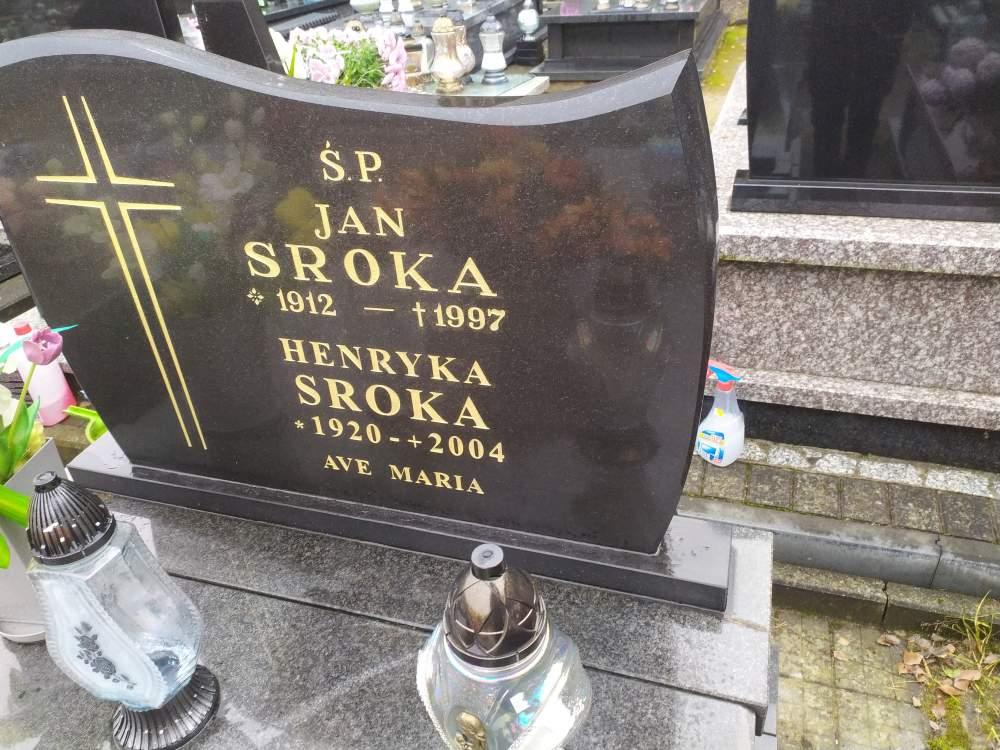 Ś.P.
JAN
SROKA
* 1912 — † 1997
HENRYKA
SROKA
* 1920 - + 2004
AVE MARIA